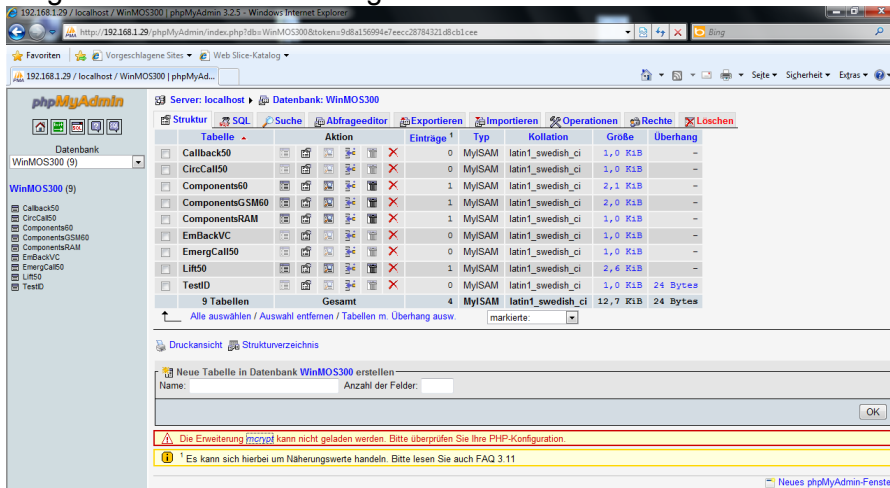 192.168.1.29 / localhost / WinMOS300 | phpMyAdmin 3.2.5 - Windows Internet Explorer
http://192.168.1.29/phpMyAdmin/index.php?db=WinMOS300&token=9d8a156994e7eecc28784321d8cb1cee
Bing
Favoriten Vorgeschlagene Sites Web Slice-Katalog
192.168.1.29 / localhost / WinMOS300 | phpMyAd...
Seite Sicherheit Extras
phpMyAdmin
Datenbank
WinMOS300 (9)
WinMOS300 (9)
Callback50
CircCall50
Components60
ComponentsGSM60
ComponentsRAM
EmBackVC
EmergCall50
Lift50
TestID
Server: localhost Datenbank: WinMOS300
Struktur SQL Suche Abfrageeditor Exportieren Importieren Operationen Rechte Löschen
Tabelle Aktion Einträge 1 Typ Kollation Größe Überhang
Callback50 0 MyISAM latin1_swedish_ci 1,0 KiB -
CircCall50 0 MyISAM latin1_swedish_ci 1,0 KiB -
Components60 1 MyISAM latin1_swedish_ci 2,1 KiB -
ComponentsGSM60 1 MyISAM latin1_swedish_ci 2,0 KiB -
ComponentsRAM 1 MyISAM latin1_swedish_ci 1,0 KiB -
EmBackVC 0 MyISAM latin1_swedish_ci 1,0 KiB -
EmergCall50 0 MyISAM latin1_swedish_ci 1,0 KiB -
Lift50 1 MyISAM latin1_swedish_ci 2,6 KiB -
TestID 0 MyISAM latin1_swedish_ci 1,0 KiB 24 Bytes
9 Tabellen Gesamt 4 MyISAM latin1_swedish_ci 12,7 KiB 24 Bytes
Alle auswählen / Auswahl entfernen / Tabellen m. Überhang ausw. markierte:
Druckansicht Strukturverzeichnis
Neue Tabelle in Datenbank WinMOS300 erstellen
Name: Anzahl der Felder:
OK
Die Erweiterung mcrypt kann nicht geladen werden. Bitte überprüfen Sie Ihre PHP-Konfiguration.
1 Es kann sich hierbei um Näherungswerte handeln. Bitte lesen Sie auch FAQ 3.11
Neues phpMyAdmin-Fenste